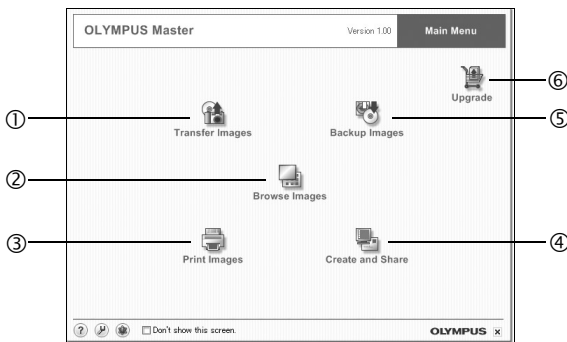 OLYMPUS Master Version 1.00 Main Menu
⑥
Upgrade
① ⑤
Transfer Images Backup Images
②
Browse Images
③ ④
Print Images Create and Share
? Don't show this screen. OLYMPUS x